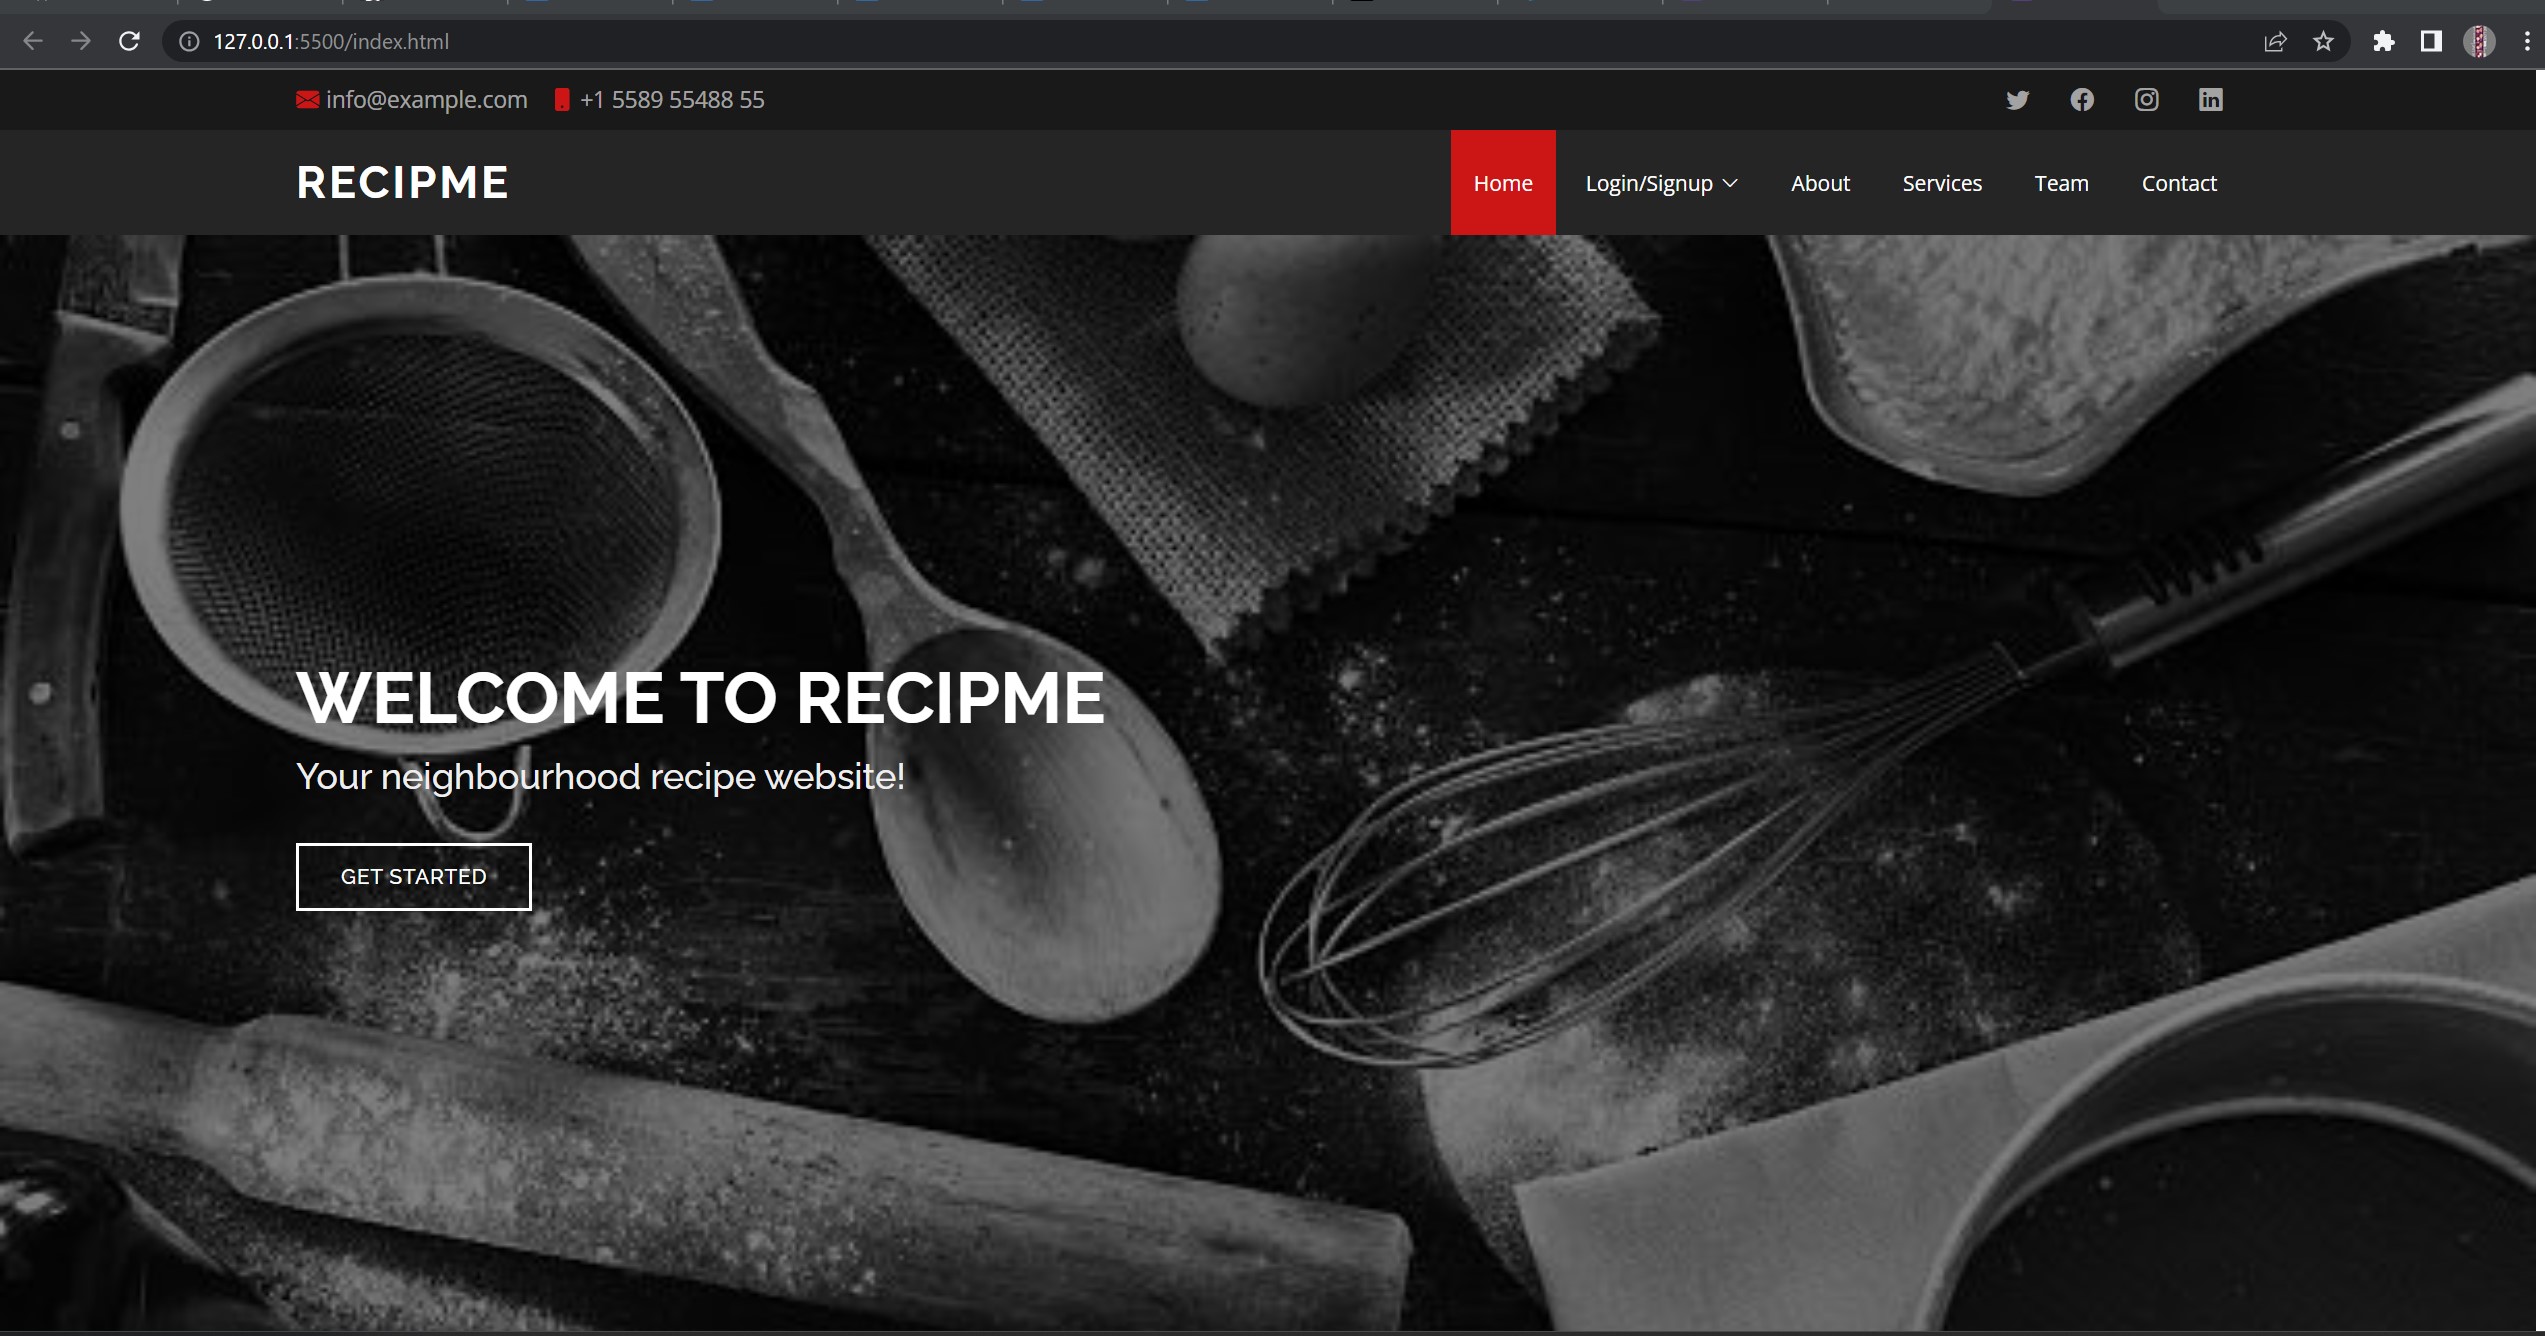 127.0.0.1:5500/index.html
info@example.com +1 5589 55488 55
RECIPME
Home Login/Signup About Services Team Contact
WELCOME TO RECIPME
Your neighbourhood recipe website!
GET STARTED